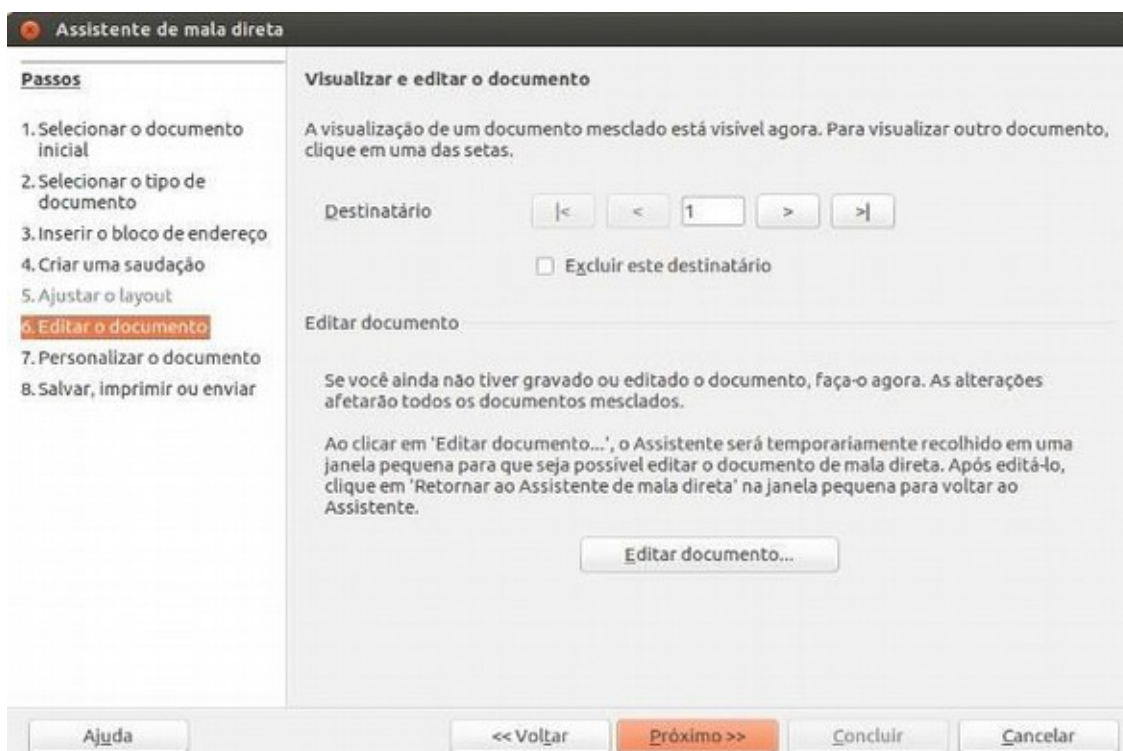 Assistente de mala direta
Passos
1. Selecionar o documento
inicial
2. Selecionar o tipo de
documento
3. Inserir o bloco de endereço
4. Criar uma saudação
5. Ajustar o layout
6. Editar o documento
7. Personalizar o documento
8. Salvar, imprimir ou enviar
Visualizar e editar o documento
A visualização de um documento mesclado está visível agora. Para visualizar outro documento,
clique em uma das setas.
Destinatário |< < 1 > >|
Excluir este destinatário
Editar documento
Se você ainda não tiver gravado ou editado o documento, faça-o agora. As alterações
afetarão todos os documentos mesclados.
Ao clicar em 'Editar documento...', o Assistente será temporariamente recolhido em uma
janela pequena para que seja possível editar o documento de mala direta. Após editá-lo,
clique em 'Retornar ao Assistente de mala direta' na janela pequena para voltar ao
Assistente.
Editar documento...
Ajuda << Voltar Próximo >> Concluir Cancelar